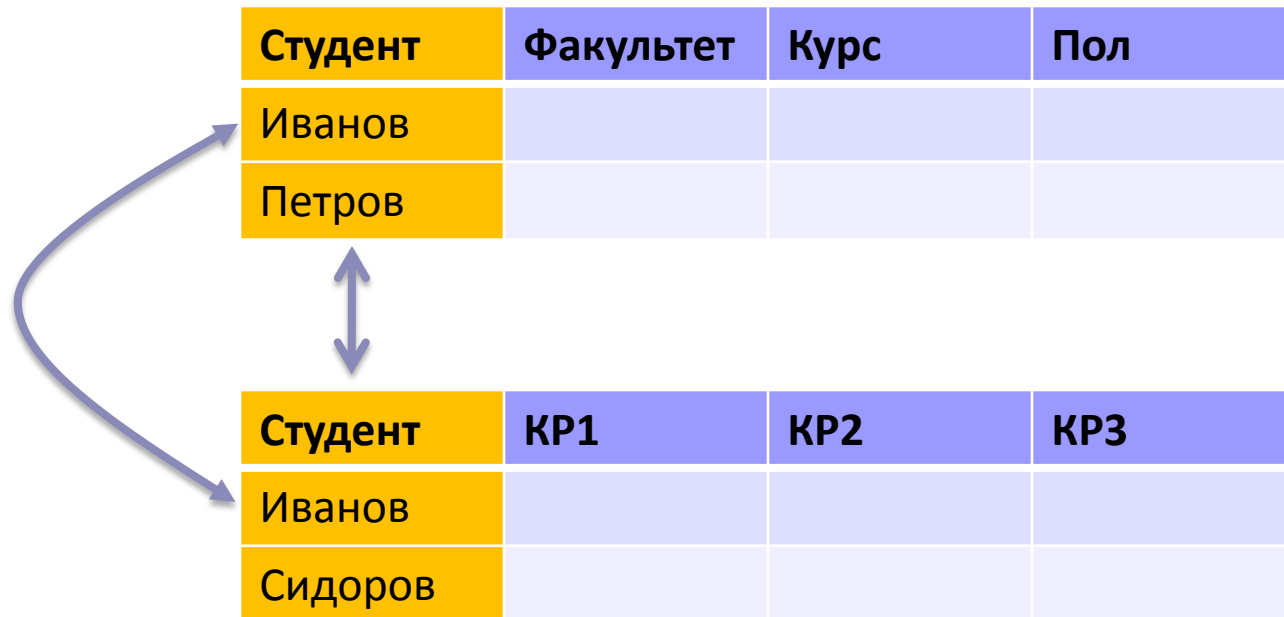 Студент Факультет Курс Пол
Иванов
Петров
Студент КР1 КР2 КР3
Иванов
Сидоров